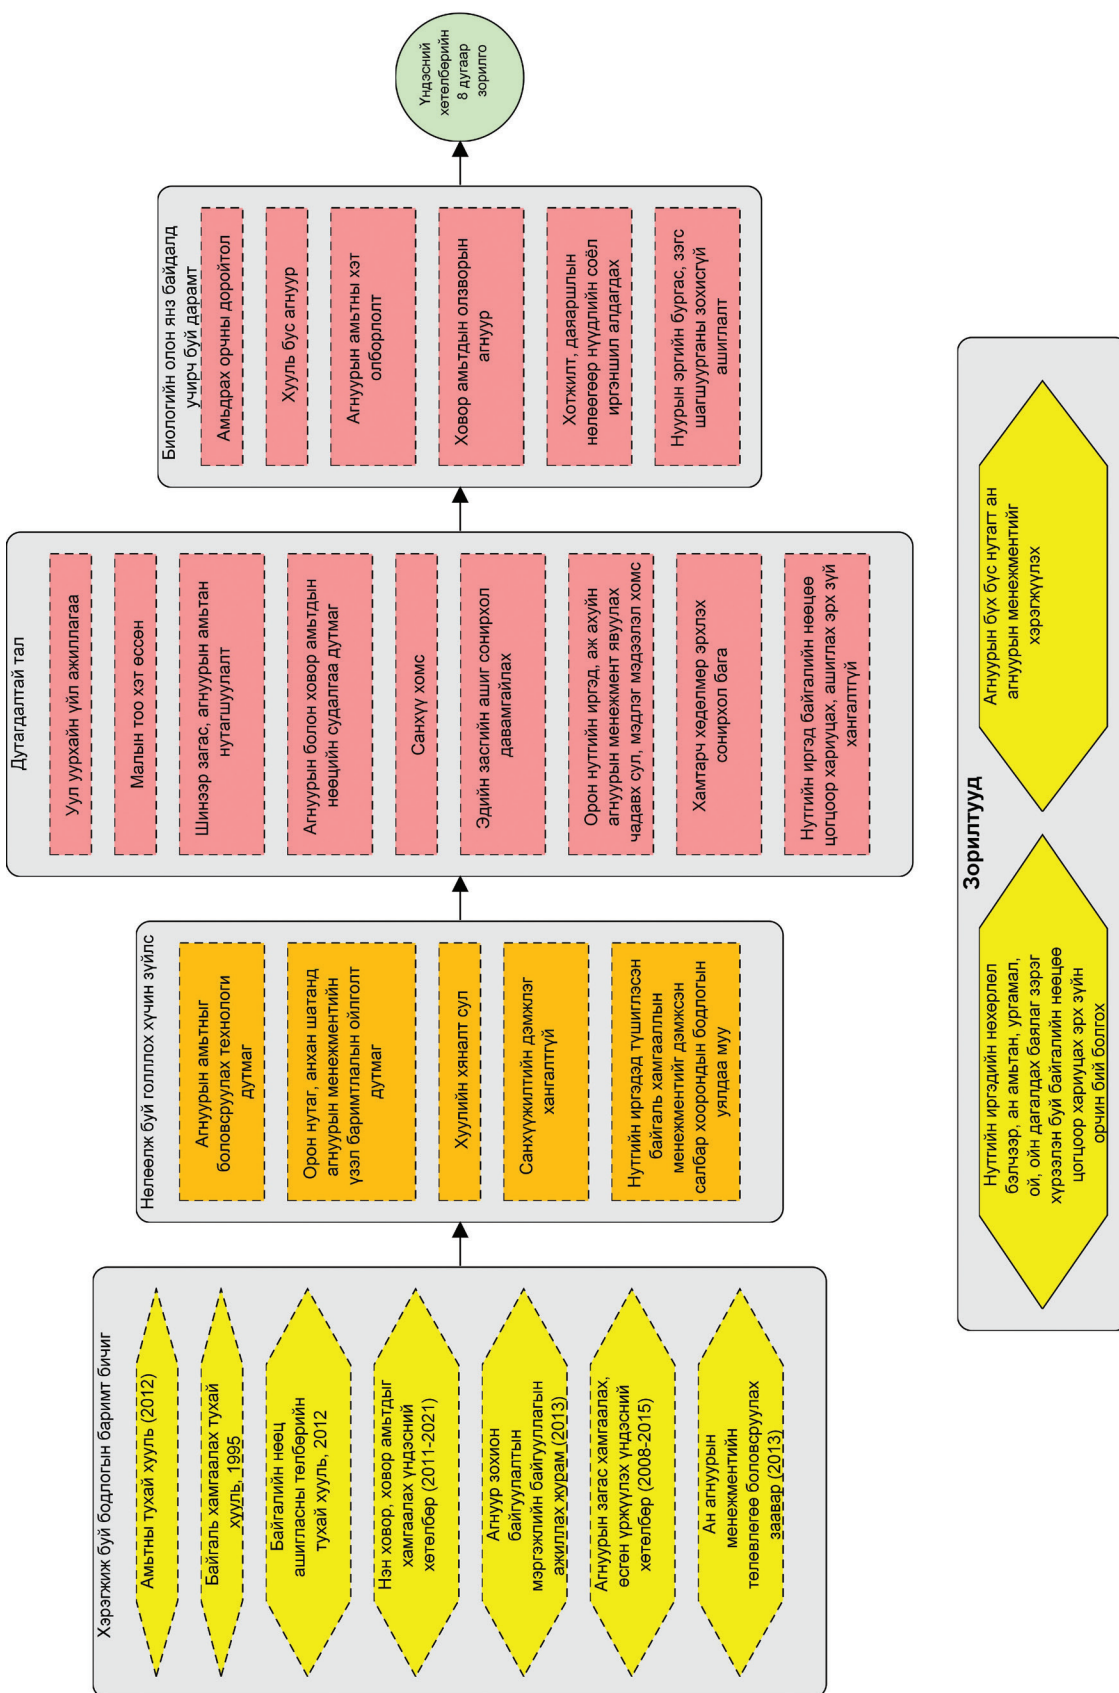 Хэрэгжиж буй бодлогын баримт бичиг
Амьтны тухай хууль (2012)
Байгаль хамгаалах тухай
хууль, 1995
Байгалийн нөөц
ашигласны төлбөрийн
тухай хууль, 2012
Нэн ховор, ховор амьтдыг
хамгаалах үндэсний
хөтөлбөр (2011-2021)
Агнуур зохион
байгуулалтын
мэргэжлийн байгууллагын
ажиллах журам (2013)
Агнуурын загас хамгаалах,
өсгөн үржүүлэх үндэсний
хөтөлбөр (2008-2015)
Ан агнуурын
менежментийн
төлөвлөгөө боловсруулах
заавар (2013)
Нөлөөлж буй голллох хүчин зүйлс
Агнуурын амьтныг
боловсруулах технологи
дутмаг
Орон нутаг, анхан шатанд
агнуурын менежментийн
үзэл баримтлалын ойлголт
дутмаг
Хуулийн хяналт сул
Санхүүжилтийн дэмжлэг
хангалтгүй
Нутгийн иргэдэд түшиглэсэн
байгаль хамгааллын
менежментийг дэмжсэн
салбар хоорондын бодлогын
уялдаа муу
Дутагдалтай тал
Уул уурхайн үйл ажиллагаа
Малын тоо хэт өссөн
Шинээр загас, агнуурын амьтан
нутагшуулалт
Агнуурын болон ховор амьтдын
нөөцийн судалгаа дутмаг
Санхүү хомс
Эдийн засгийн ашиг сонирхол
давамгайлах
Орон нутгийн иргэд, аж ахуйн
агнуурын менежмент явуулах
чадавх сул, мэдлэг мэдээлэл хомс
Хамтарч хөдөлмөр эрхлэх
сонирхол бага
Нутгийн иргэд байгалийн нөөцөө
цогцоор хариуцах, ашиглах эрх зүй
хангалтгүй
Биологийн олон янз байдалд
учирч буй дарамт
Амьдрах орчны доройтол
Хууль бус агнуур
Агнуурын амьтны хэт
олборлолт
Ховор амьтдын олзворын
агнуур
Хотжилт, даяаршлын
нөлөөгөөр нүүдлийн соёл
иргэншил алдагдах
Нуурын эргийн бургас, зэгс
шагшуурганы зохисгүй
ашиглалт
Үндэсний
хөтөлбөрийн
8 дугаар
зорилго
Зорилтууд
Нутгийн иргэдийн нөхөрлөл
бэлчээр, ан амьтан, ургамал,
ой, ойн дагалдах баялаг зэрэг
хүрээлэн буй байгалийн нөөцөө
цогцоор хариуцах эрх зүйн
орчин бий болгох
Агнуурын бүх бүс нутагт ан
агнуурын менежментийг
хэрэгжүүлэх